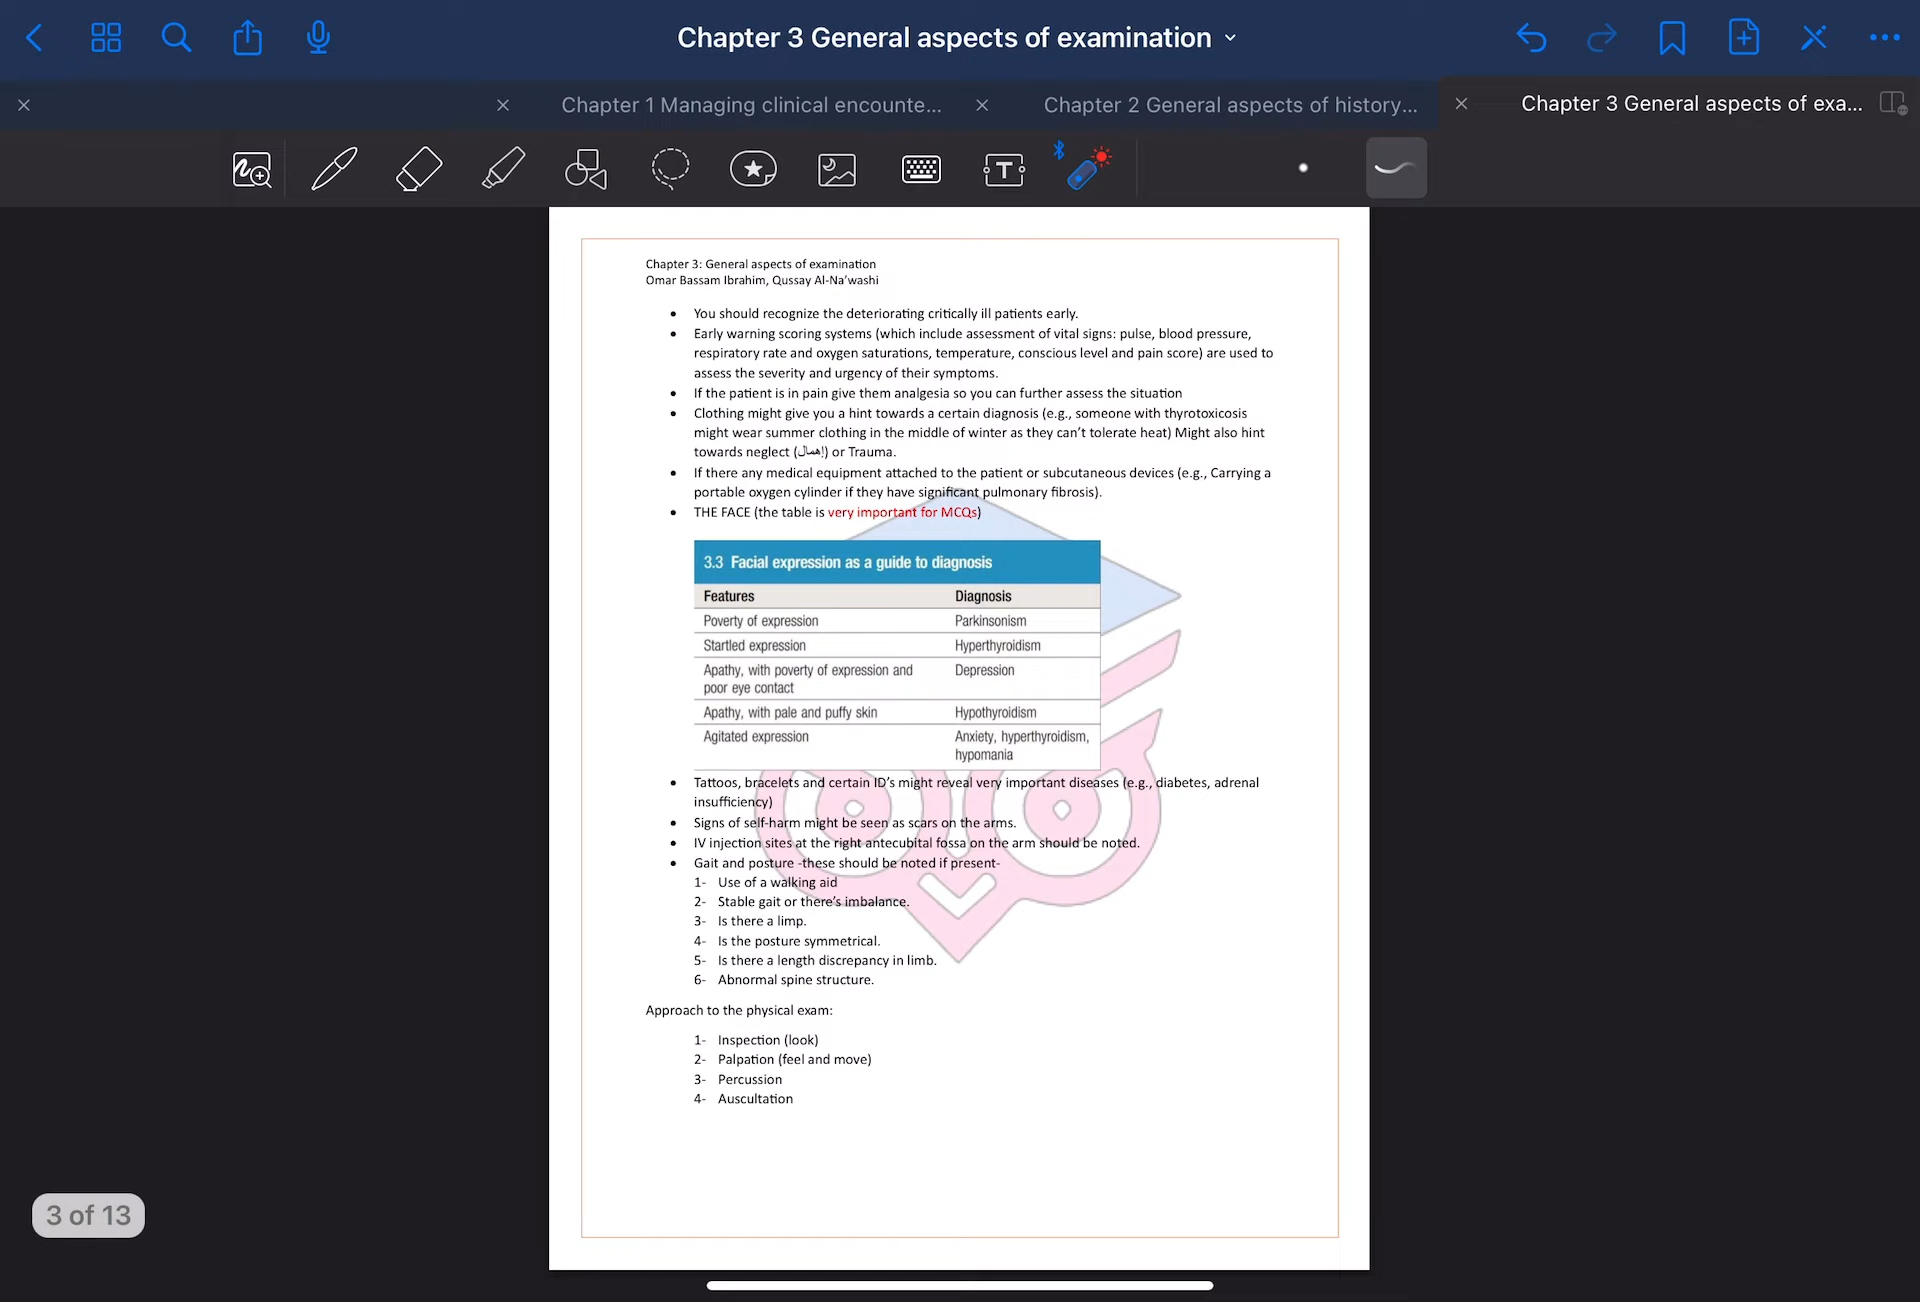 Chapter 3 General aspects of examination
Chapter 1 Managing clinical encounte...
Chapter 2 General aspects of history...
Chapter 3 General aspects of exa...
T
Chapter 3: General aspects of examination
Omar Bassam Ibrahim, Qussay Al-Na'washi
• You should recognize the deteriorating critically ill patients early.
• Early warning scoring systems (which include assessment of vital signs: pulse, blood pressure,
respiratory rate and oxygen saturations, temperature, conscious level and pain score) are used to
assess the severity and urgency of their symptoms.
• If the patient is in pain give them analgesia so you can further assess the situation
• Clothing might give you a hint towards a certain diagnosis (e.g., someone with thyrotoxicosis
might wear summer clothing in the middle of winter as they can't tolerate heat) Might also hint
towards neglect (إهمال) or Trauma.
• If there any medical equipment attached to the patient or subcutaneous devices (e.g., Carrying a
portable oxygen cylinder if they have significant pulmonary fibrosis).
• THE FACE (the table is very important for MCQs)
3.3 Facial expression as a guide to diagnosis
Features Diagnosis
Poverty of expression Parkinsonism
Startled expression Hyperthyroidism
Apathy, with poverty of expression and Depression
poor eye contact
Apathy, with pale and puffy skin Hypothyroidism
Agitated expression Anxiety, hyperthyroidism,
hypomania
• Tattoos, bracelets and certain ID's might reveal very important diseases (e.g., diabetes, adrenal
insufficiency)
• Signs of self-harm might be seen as scars on the arms.
• IV injection sites at the right antecubital fossa on the arm should be noted.
• Gait and posture -these should be noted if present-
1- Use of a walking aid
2- Stable gait or there's imbalance.
3- Is there a limp.
4- Is the posture symmetrical.
5- Is there a length discrepancy in limb.
6- Abnormal spine structure.
Approach to the physical exam:
1- Inspection (look)
2- Palpation (feel and move)
3- Percussion
4- Auscultation
3 of 13